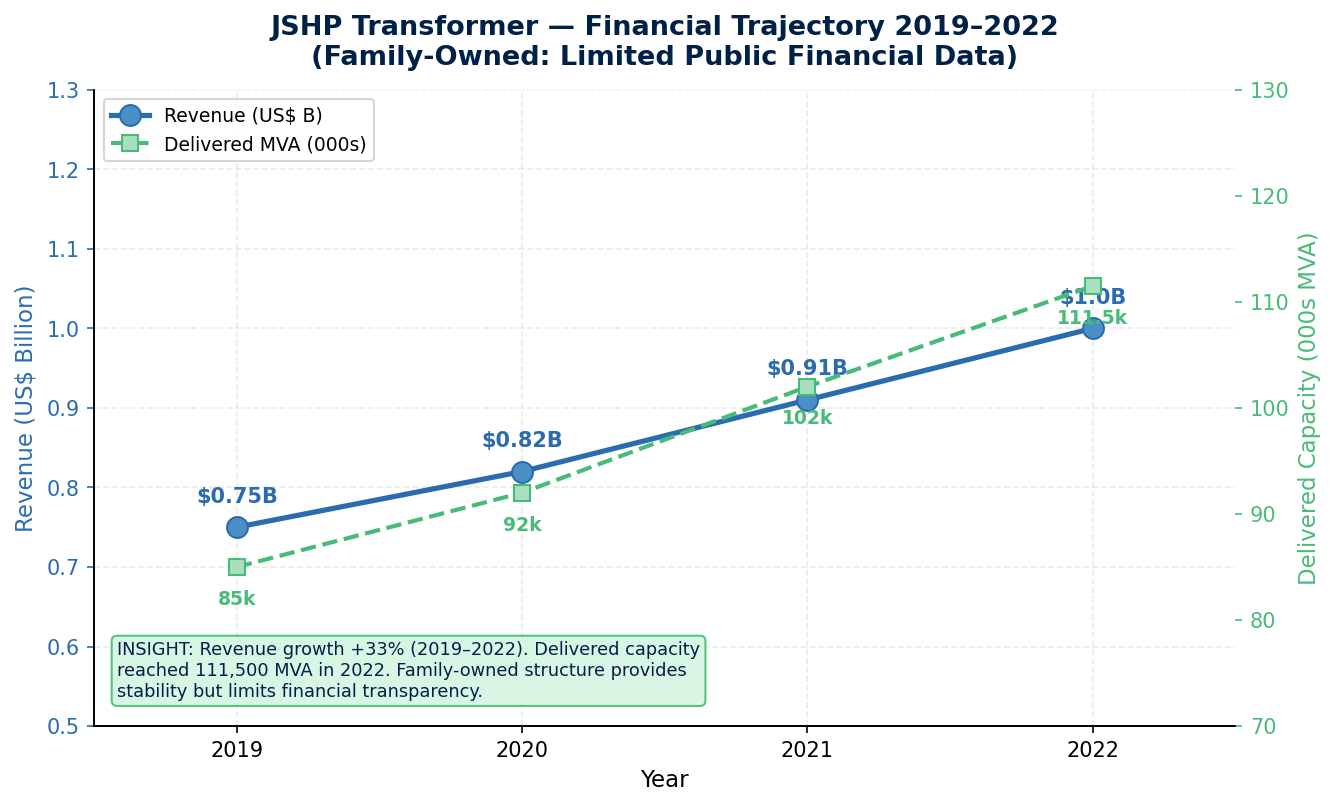 JSHP Transformer — Financial Trajectory 2019–2022
(Family-Owned: Limited Public Financial Data)
Revenue (US$ B)
Delivered MVA (000s)
Revenue (US$ Billion)
1.3
1.2
1.1
1.0
0.9
0.8
0.7
0.6
0.5
130
120
110
100
90
80
70
Delivered Capacity (000s MVA)
$0.75B
$0.82B
$0.91B
$1.0B
85k
92k
102k
111.5k
INSIGHT: Revenue growth +33% (2019–2022). Delivered capacity
reached 111,500 MVA in 2022. Family-owned structure provides
stability but limits financial transparency.
2019
2020
2021
2022
Year